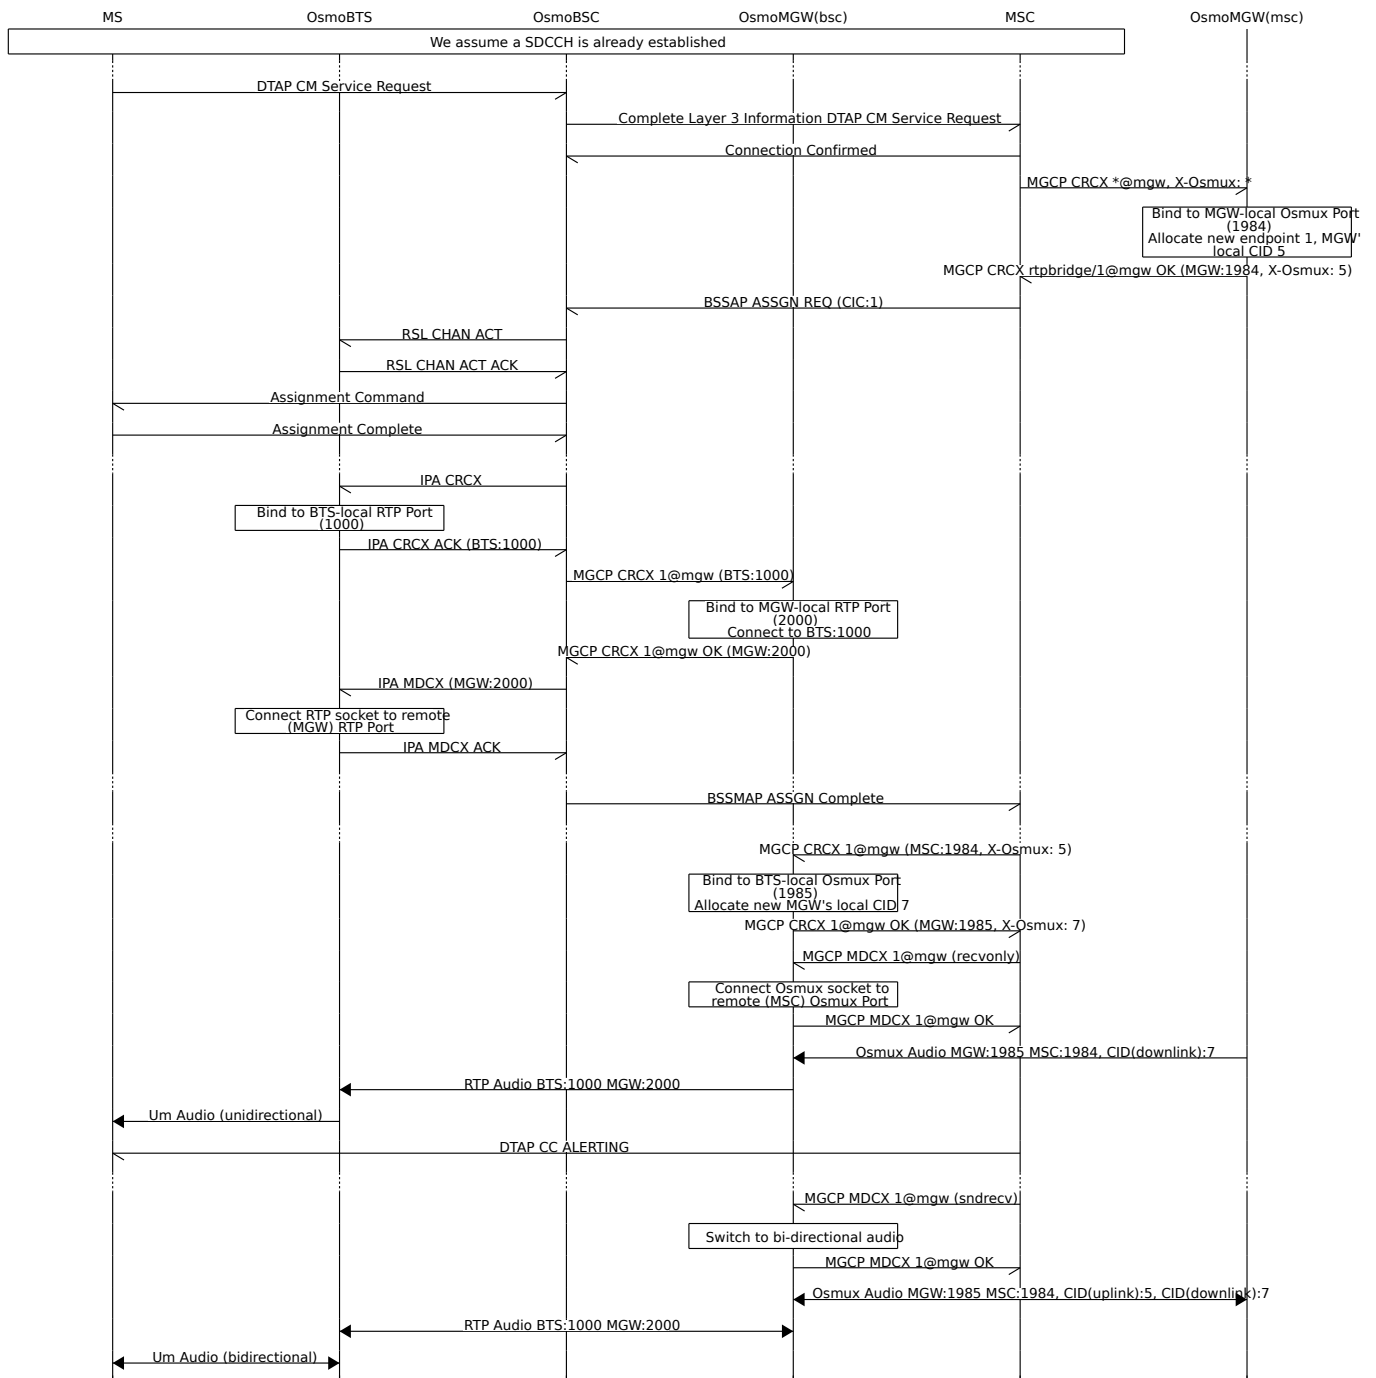 MS OsmoBTS OsmoBSC OsmoMGW(bsc) MSC OsmoMGW(msc)
We assume a SDCCH is already established
DTAP CM Service Request
Complete Layer 3 Information DTAP CM Service Request
Connection Confirmed
MGCP CRCX *@mgw, X-Osmux: *
Bind to MGW-local Osmux Port
(1984)
Allocate new endpoint 1, MGW'
local CID 5
MGCP CRCX rtpbridge/1@mgw OK (MGW:1984, X-Osmux: 5)
BSSAP ASSGN REQ (CIC:1)
RSL CHAN ACT
RSL CHAN ACT ACK
Assignment Command
Assignment Complete
IPA CRCX
Bind to BTS-local RTP Port
(1000)
IPA CRCX ACK (BTS:1000)
MGCP CRCX 1@mgw (BTS:1000)
Bind to MGW-local RTP Port
(2000)
Connect to BTS:1000
MGCP CRCX 1@mgw OK (MGW:2000)
IPA MDCX (MGW:2000)
Connect RTP socket to remote
(MGW) RTP Port
IPA MDCX ACK
BSSMAP ASSGN Complete
MGCP CRCX 1@mgw (MSC:1984, X-Osmux: 5)
Bind to BTS-local Osmux Port
(1985)
Allocate new MGW's local CID 7
MGCP CRCX 1@mgw OK (MGW:1985, X-Osmux: 7)
MGCP MDCX 1@mgw (recvonly)
Connect Osmux socket to
remote (MSC) Osmux Port
MGCP MDCX 1@mgw OK
Osmux Audio MGW:1985 MSC:1984, CID(downlink):7
RTP Audio BTS:1000 MGW:2000
Um Audio (unidirectional)
DTAP CC ALERTING
MGCP MDCX 1@mgw (sndrecv)
Switch to bi-directional audio
MGCP MDCX 1@mgw OK
Osmux Audio MGW:1985 MSC:1984, CID(uplink):5, CID(downlink):7
RTP Audio BTS:1000 MGW:2000
Um Audio (bidirectional)